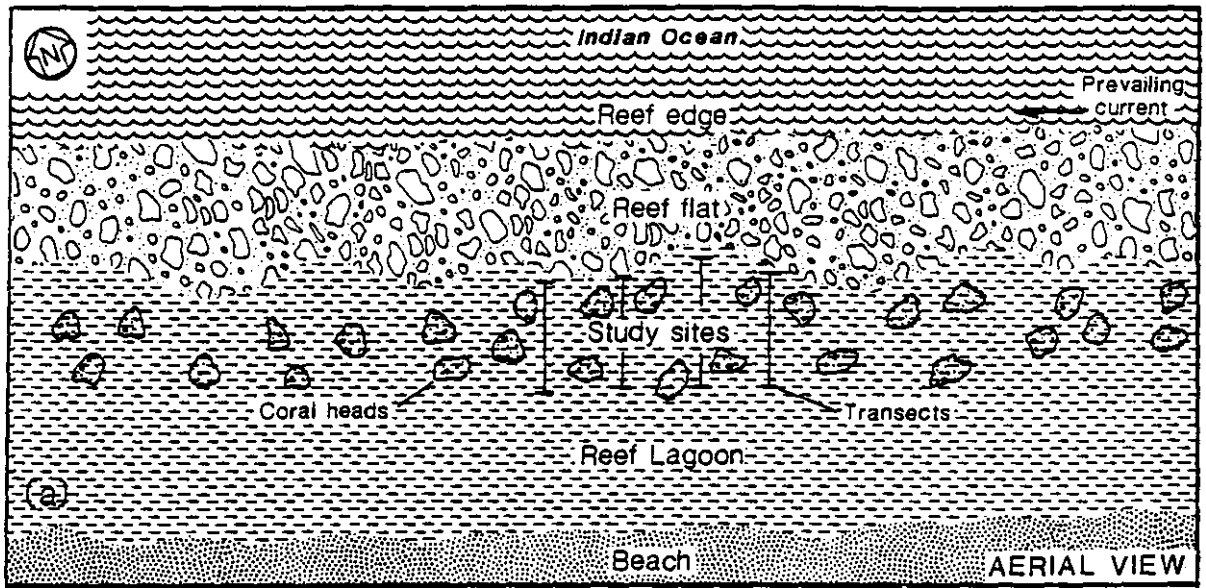 Indian Ocean
N
Prevailing
current
Reef edge
Reef flat
Study sites
Coral heads
Transects
Reef Lagoon
(a)
Beach
AERIAL VIEW